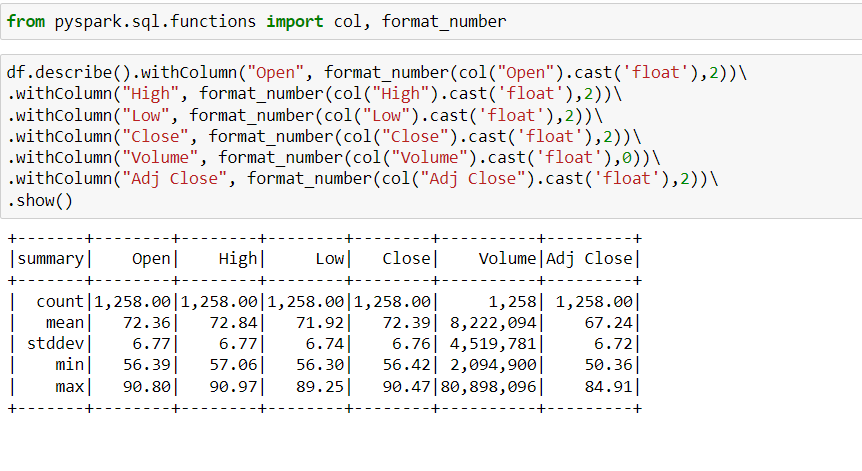 from pyspark.sql.functions import col, format_number
df.describe().withColumn("Open", format_number(col("Open").cast('float'),2))\
.withColumn("High", format_number(col("High").cast('float'),2))\
.withColumn("Low", format_number(col("Low").cast('float'),2))\
.withColumn("Close", format_number(col("Close").cast('float'),2))\
.withColumn("Volume", format_number(col("Volume").cast('float'),0))\
.withColumn("Adj Close", format_number(col("Adj Close").cast('float'),2))\
.show()
+-------+--------+--------+--------+--------+----------+---------+
|summary|    Open|    High|     Low|   Close|    Volume|Adj Close|
+-------+--------+--------+--------+--------+----------+---------+
|  count|1,258.00|1,258.00|1,258.00|1,258.00|     1,258| 1,258.00|
|   mean|   72.36|   72.84|   71.92|   72.39| 8,222,094|    67.24|
| stddev|    6.77|    6.77|    6.74|    6.76| 4,519,781|     6.72|
|    min|   56.39|   57.06|   56.30|   56.42| 2,094,900|    50.36|
|    max|   90.80|   90.97|   89.25|   90.47|80,898,096|    84.91|
+-------+--------+--------+--------+--------+----------+---------+